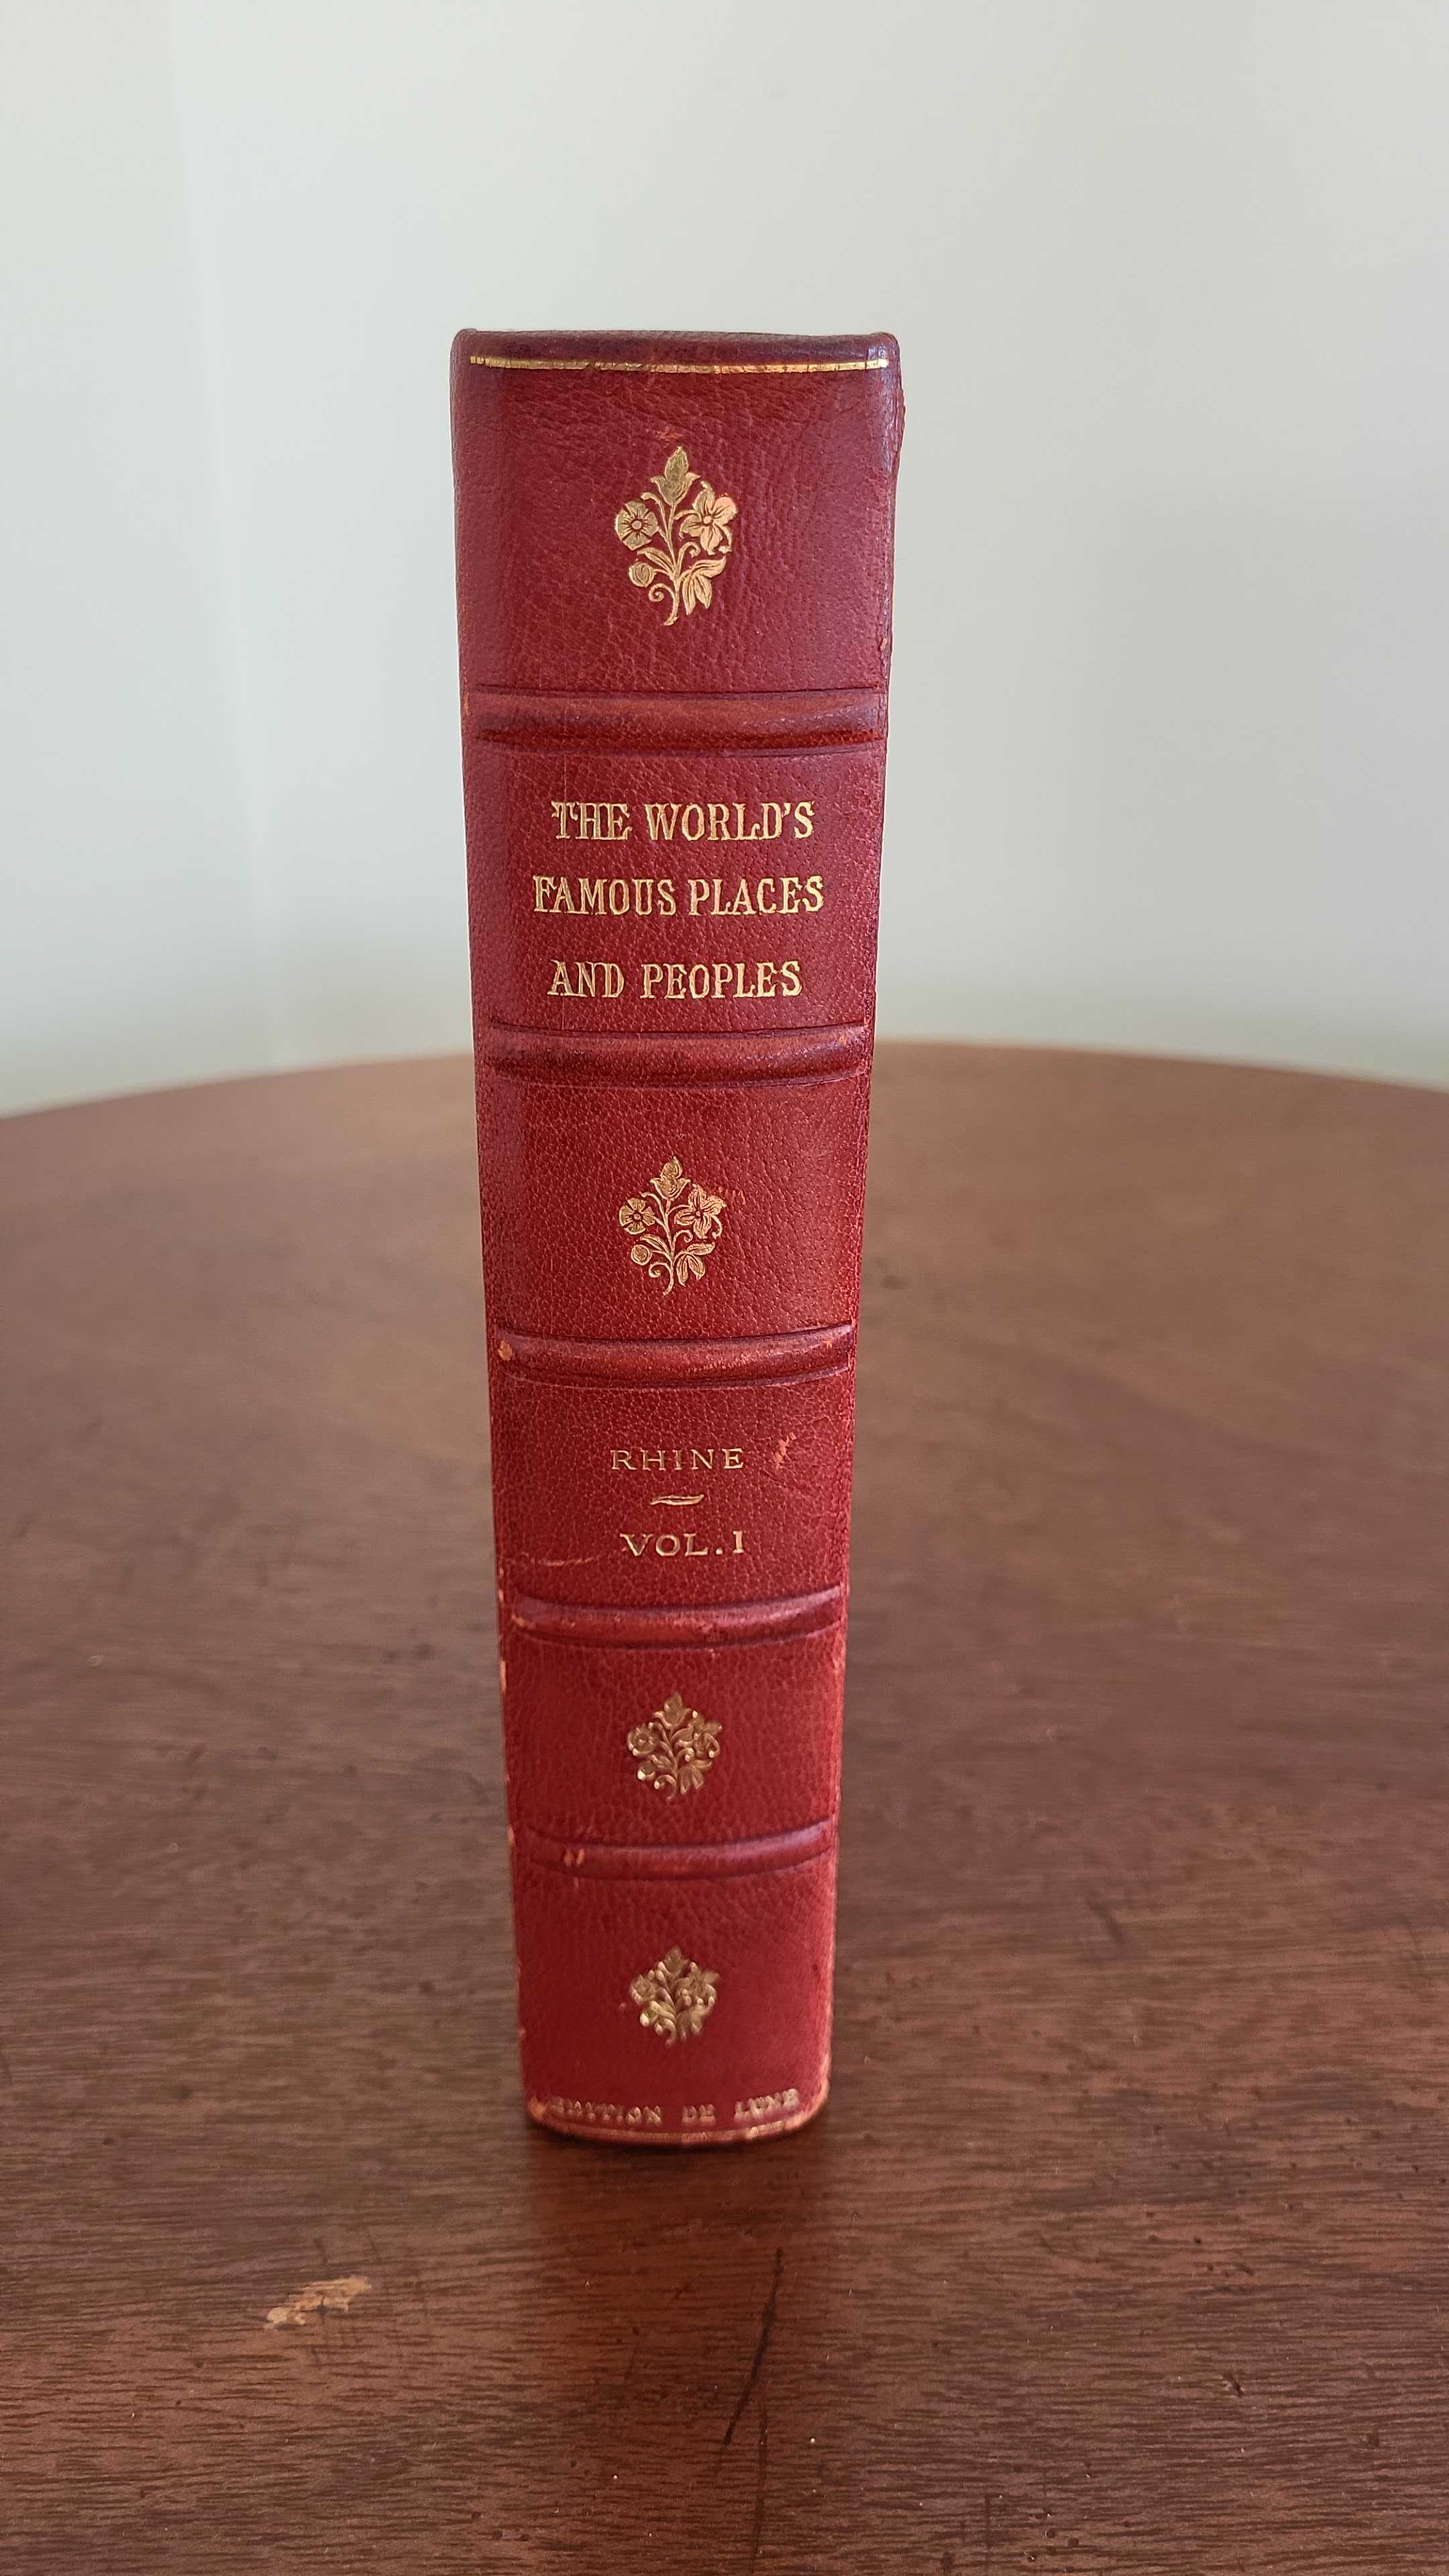 THE WORLD'S
FAMOUS PLACES
AND PEOPLES
RHINE
VOL. I
EDITION DE LUXE